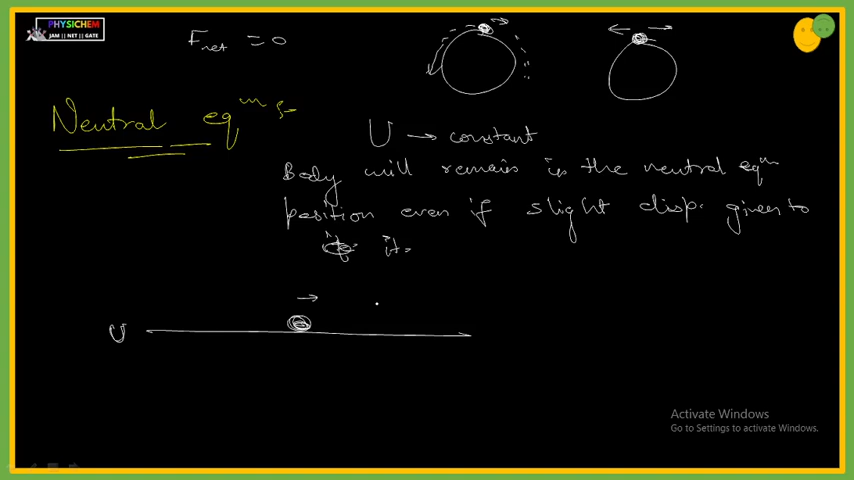 PHYSICHEM
JAM || NET || GATE
Fnet = 0
Neutral eqm :-
U → constant
Body will remains in the neutral eqm
position even if slight disp. given to
it.
U
Activate Windows
Go to Settings to activate Windows.